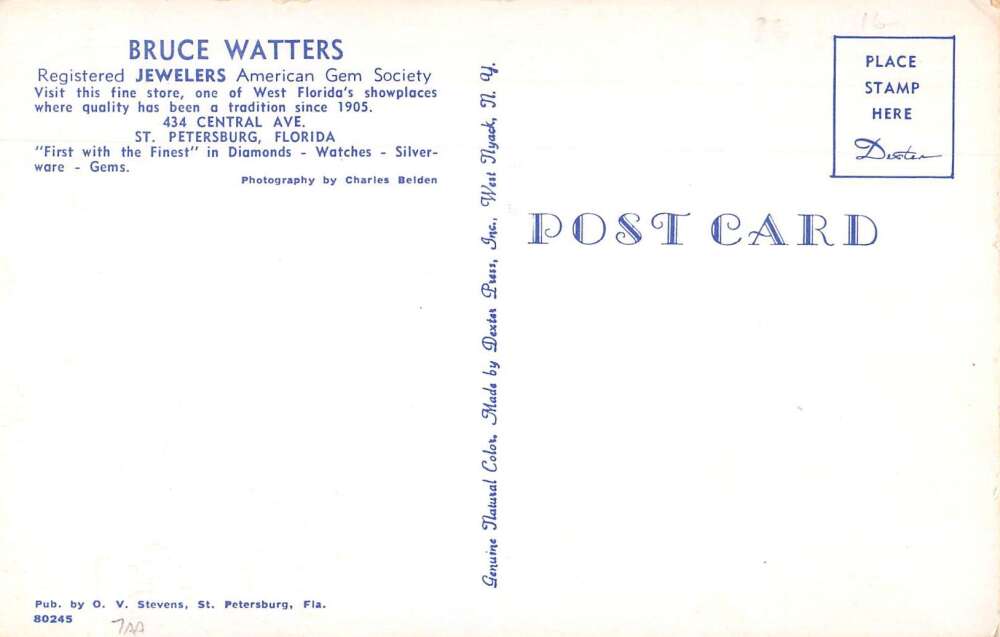 BRUCE WATTERS
Registered JEWELERS American Gem Society
Visit this fine store, one of West Florida's showplaces
where quality has been a tradition since 1905.
434 CENTRAL AVE.
ST. PETERSBURG, FLORIDA
"First with the Finest" in Diamonds - Watches - Silver-
ware - Gems.
Photography by Charles Belden
Pub. by O. V. Stevens, St. Petersburg, Fla.
80245
7AA
Genuine Natural Color, Made by Dexter Press, Inc., West Nyack, N. Y.
16
PLACE
STAMP
HERE
Dexter
POST CARD